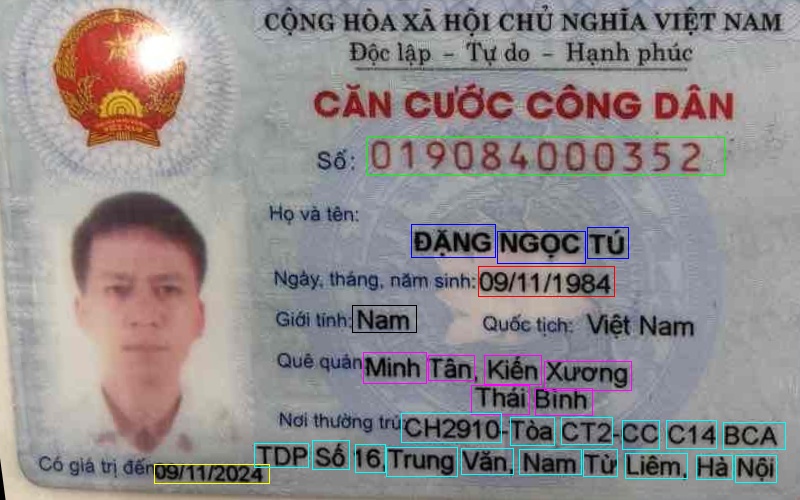 CỘNG HÒA XÃ HỘI CHỦ NGHĨA VIỆT NAM
Độc lập - Tự do - Hạnh phúc
CĂN CƯỚC CÔNG DÂN
Số: 019084000352
Họ và tên:
ĐẶNG NGỌC TÚ
Ngày, tháng, năm sinh: 09/11/1984
Giới tính: Nam Quốc tịch: Việt Nam
Quê quán: Minh Tân, Kiến Xương
Thái Bình
Nơi thường trú: CH2910-Tòa CT2-CC C14 BCA
TDP Số 16, Trung Văn, Nam Từ Liêm, Hà Nội
Có giá trị đến: 09/11/2024